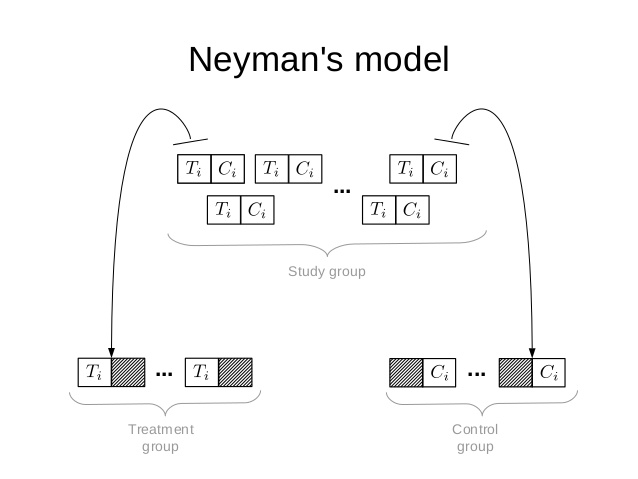 Neyman's model
T_i C_i T_i C_i ... T_i C_i
T_i C_i T_i C_i
Study group
T_i ... T_i C_i ... C_i
Treatment
group
Control
group